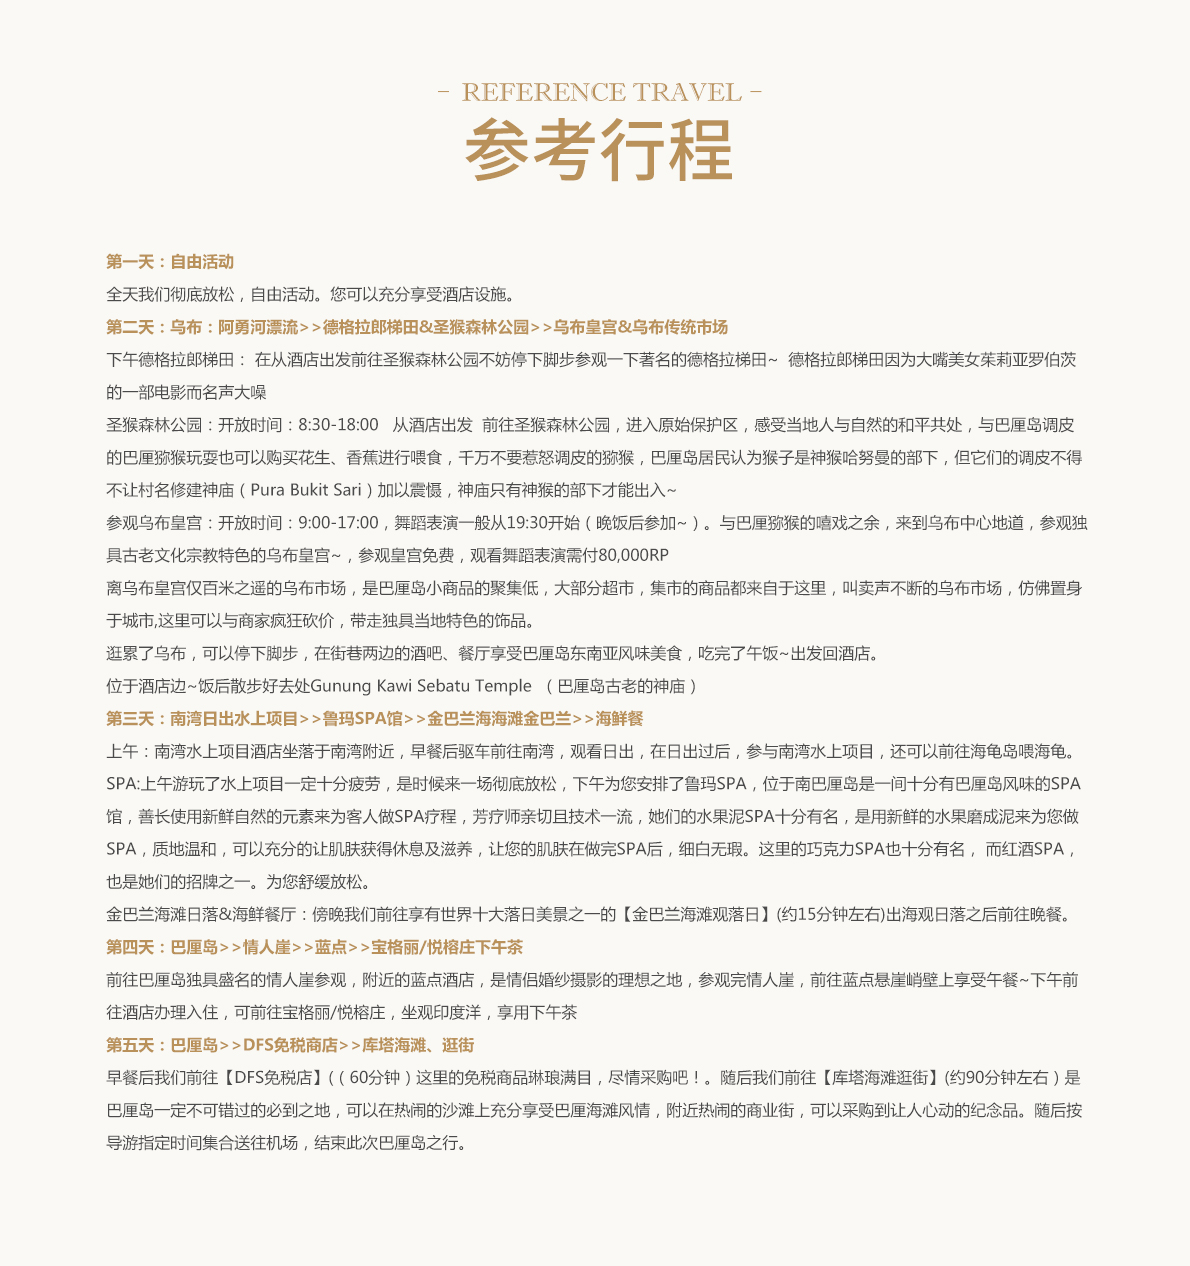 - REFERENCE TRAVEL -
参考行程
第一天：自由活动
全天我们彻底放松，自由活动。您可以充分享受酒店设施。
第二天：乌布：阿勇河漂流>>德格拉郎梯田&圣猴森林公园>>乌布皇宫&乌布传统市场
下午德格拉郎梯田： 在从酒店出发前往圣猴森林公园不妨停下脚步参观一下著名的德格拉梯田~ 德格拉郎梯田因为大嘴美女茱莉亚罗伯茨
的一部电影而名声大噪
圣猴森林公园：开放时间：8:30-18:00 从酒店出发 前往圣猴森林公园，进入原始保护区，感受当地人与自然的和平共处，与巴厘岛调皮
的巴厘猕猴玩耍也可以购买花生、香蕉进行喂食，千万不要惹怒调皮的猕猴，巴厘岛居民认为猴子是神猴哈努曼的部下，但它们的调皮不得
不让村名修建神庙（Pura Bukit Sari）加以震慑，神庙只有神猴的部下才能出入~
参观乌布皇宫：开放时间：9:00-17:00，舞蹈表演一般从19:30开始（晚饭后参加~）。与巴厘猕猴的嘻戏之余，来到乌布中心地道，参观独
具古老文化宗教特色的乌布皇宫~，参观皇宫免费，观看舞蹈表演需付80,000RP
离乌布皇宫仅百米之遥的乌布市场，是巴厘岛小商品的聚集低，大部分超市，集市的商品都来自于这里，叫卖声不断的乌布市场，仿佛置身
于城市,这里可以与商家疯狂砍价，带走独具当地特色的饰品。
逛累了乌布，可以停下脚步，在街巷两边的酒吧、餐厅享受巴厘岛东南亚风味美食，吃完了午饭~出发回酒店。
位于酒店边~饭后散步好去处Gunung Kawi Sebatu Temple （巴厘岛古老的神庙）
第三天：南湾日出水上项目>>鲁玛SPA馆>>金巴兰海海滩金巴兰>>海鲜餐
上午：南湾水上项目酒店坐落于南湾附近，早餐后驱车前往南湾，观看日出，在日出过后，参与南湾水上项目，还可以前往海龟岛喂海龟。
SPA:上午游玩了水上项目一定十分疲劳，是时候来一场彻底放松，下午为您安排了鲁玛SPA，位于南巴厘岛是一间十分有巴厘岛风味的SPA
馆，善长使用新鲜自然的元素来为客人做SPA疗程，芳疗师亲切且技术一流，她们的水果泥SPA十分有名，是用新鲜的水果磨成泥来为您做
SPA，质地温和，可以充分的让肌肤获得休息及滋养，让您的肌肤在做完SPA后，细白无瑕。这里的巧克力SPA也十分有名， 而红酒SPA，
也是她们的招牌之一。为您舒缓放松。
金巴兰海滩日落&海鲜餐厅：傍晚我们前往享有世界十大落日美景之一的【金巴兰海滩观落日】(约15分钟左右)出海观日落之后前往晚餐。
第四天：巴厘岛>>情人崖>>蓝点>>宝格丽/悦榕庄下午茶
前往巴厘岛独具盛名的情人崖参观，附近的蓝点酒店，是情侣婚纱摄影的理想之地，参观完情人崖，前往蓝点悬崖峭壁上享受午餐~下午前
往酒店办理入住，可前往宝格丽/悦榕庄，坐观印度洋，享用下午茶
第五天：巴厘岛>>DFS免税商店>>库塔海滩、逛街
早餐后我们前往【DFS免税店】(（60分钟）这里的免税商品琳琅满目，尽情采购吧！。随后我们前往【库塔海滩逛街】(约90分钟左右）是
巴厘岛一定不可错过的必到之地，可以在热闹的沙滩上充分享受巴厘海滩风情，附近热闹的商业街，可以采购到让人心动的纪念品。随后按
导游指定时间集合送往机场，结束此次巴厘岛之行。